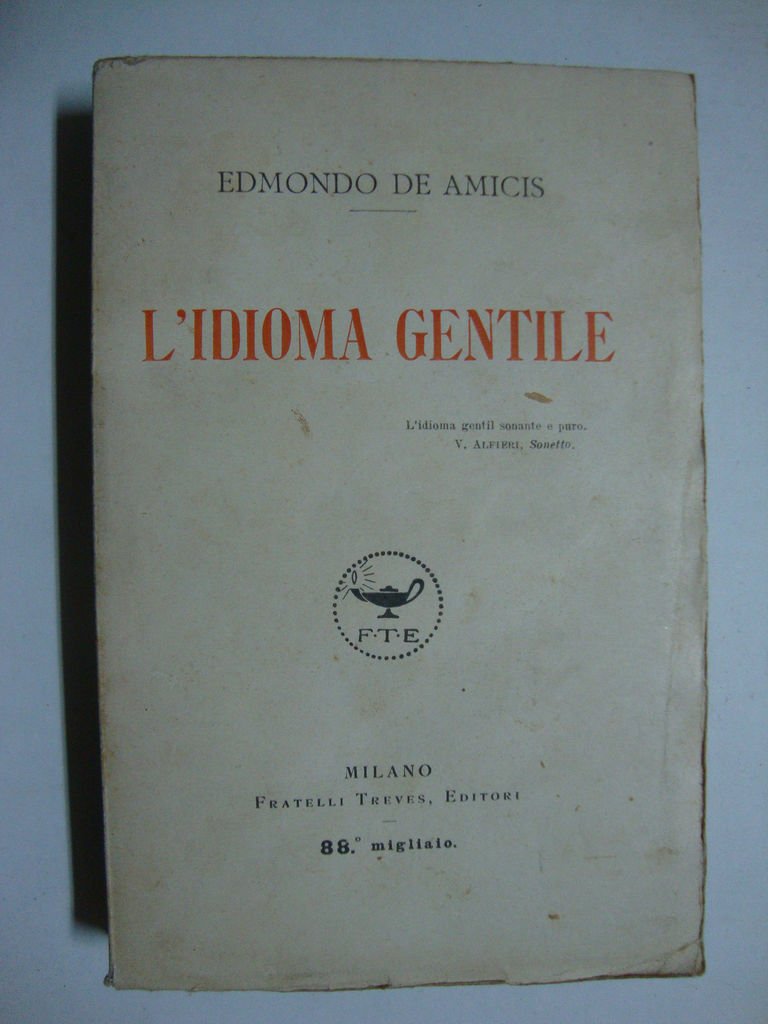 EDMONDO DE AMICIS
L'IDIOMA GENTILE
L'idioma gentil sonante e puro.
V. ALFIERI, Sonetto.
F·T·E
MILANO
FRATELLI TREVES, EDITORI
88.° migliaio.